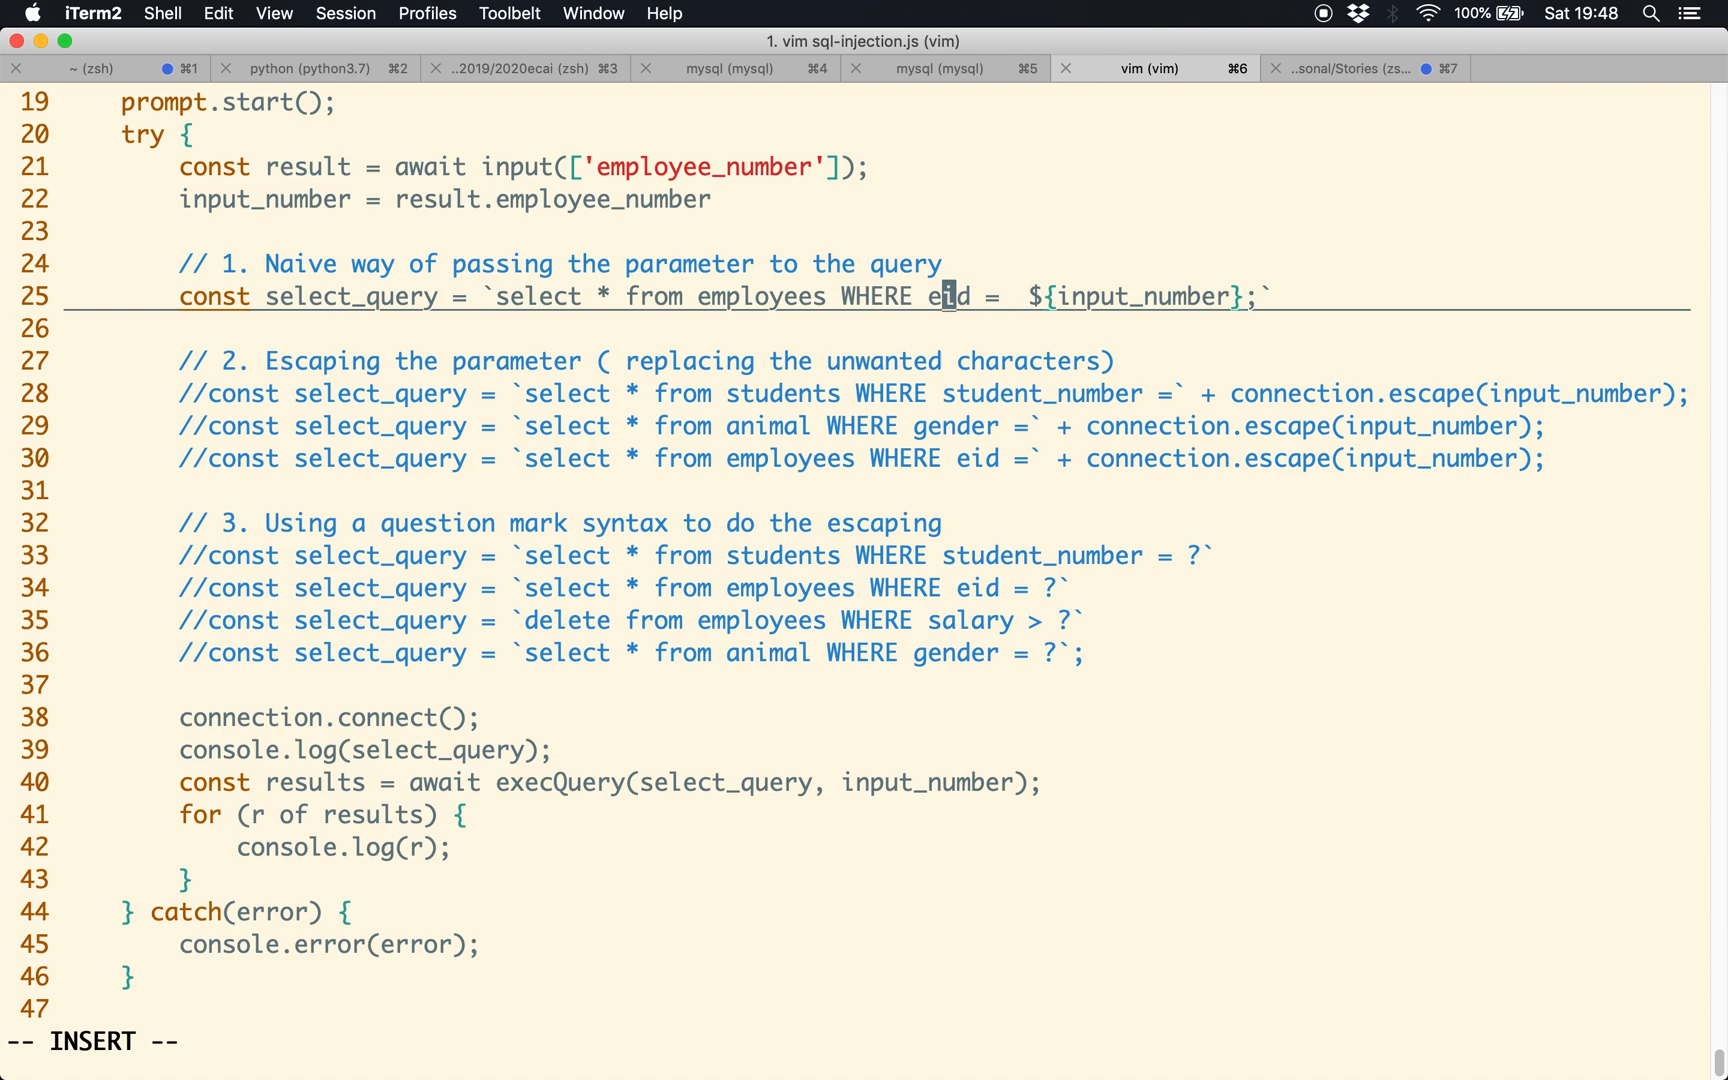 iTerm2 Shell Edit View Session Profiles Toolbelt Window Help 100% Sat 19:48
1. vim sql-injection.js (vim)
~ (zsh) ⌘1 python (python3.7) ⌘2 ..2019/2020ecai (zsh) ⌘3 mysql (mysql) ⌘4 mysql (mysql) ⌘5 vim (vim) ⌘6 ..sonal/Stories (zs... ⌘7
19     prompt.start();
20     try {
21         const result = await input(['employee_number']);
22         input_number = result.employee_number
23
24         // 1. Naive way of passing the parameter to the query
25         const select_query = `select * from employees WHERE eid =  ${input_number};`
26
27         // 2. Escaping the parameter ( replacing the unwanted characters)
28         //const select_query = `select * from students WHERE student_number =` + connection.escape(input_number);
29         //const select_query = `select * from animal WHERE gender =` + connection.escape(input_number);
30         //const select_query = `select * from employees WHERE eid =` + connection.escape(input_number);
31
32         // 3. Using a question mark syntax to do the escaping
33         //const select_query = `select * from students WHERE student_number = ?`
34         //const select_query = `select * from employees WHERE eid = ?`
35         //const select_query = `delete from employees WHERE salary > ?`
36         //const select_query = `select * from animal WHERE gender = ?`;
37
38         connection.connect();
39         console.log(select_query);
40         const results = await execQuery(select_query, input_number);
41         for (r of results) {
42             console.log(r);
43         }
44     } catch(error) {
45         console.error(error);
46     }
47
-- INSERT --